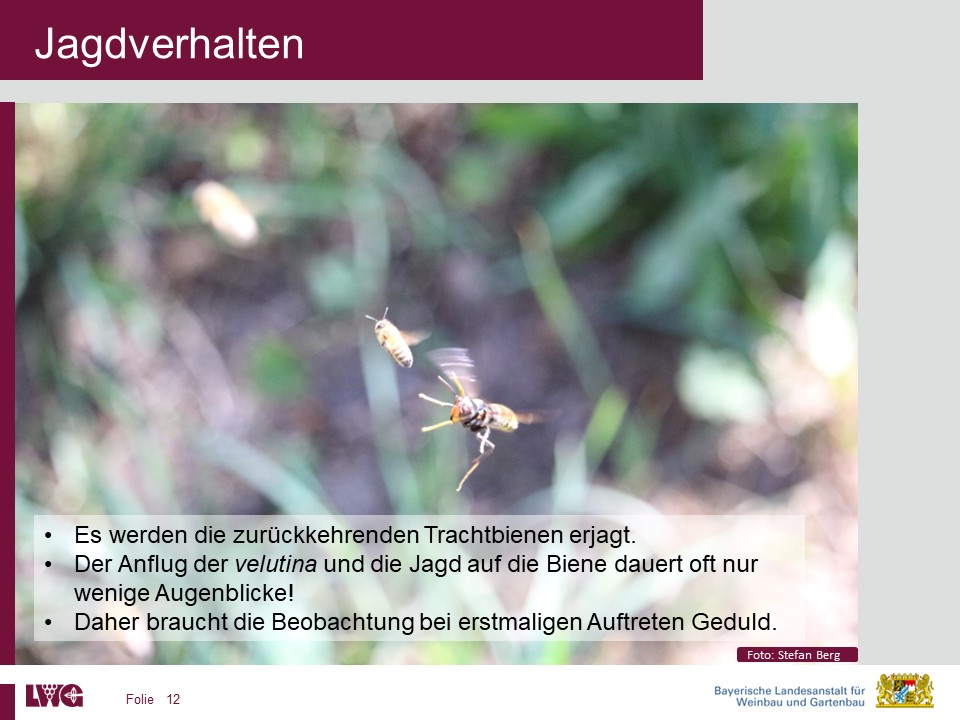 Jagdverhalten
• Es werden die zurückkehrenden Trachtbienen erjagt.
• Der Anflug der velutina und die Jagd auf die Biene dauert oft nur
wenige Augenblicke!
• Daher braucht die Beobachtung bei erstmaligen Auftreten Geduld.
Foto: Stefan Berg
LWG
Folie 12
Bayerische Landesanstalt für
Weinbau und Gartenbau